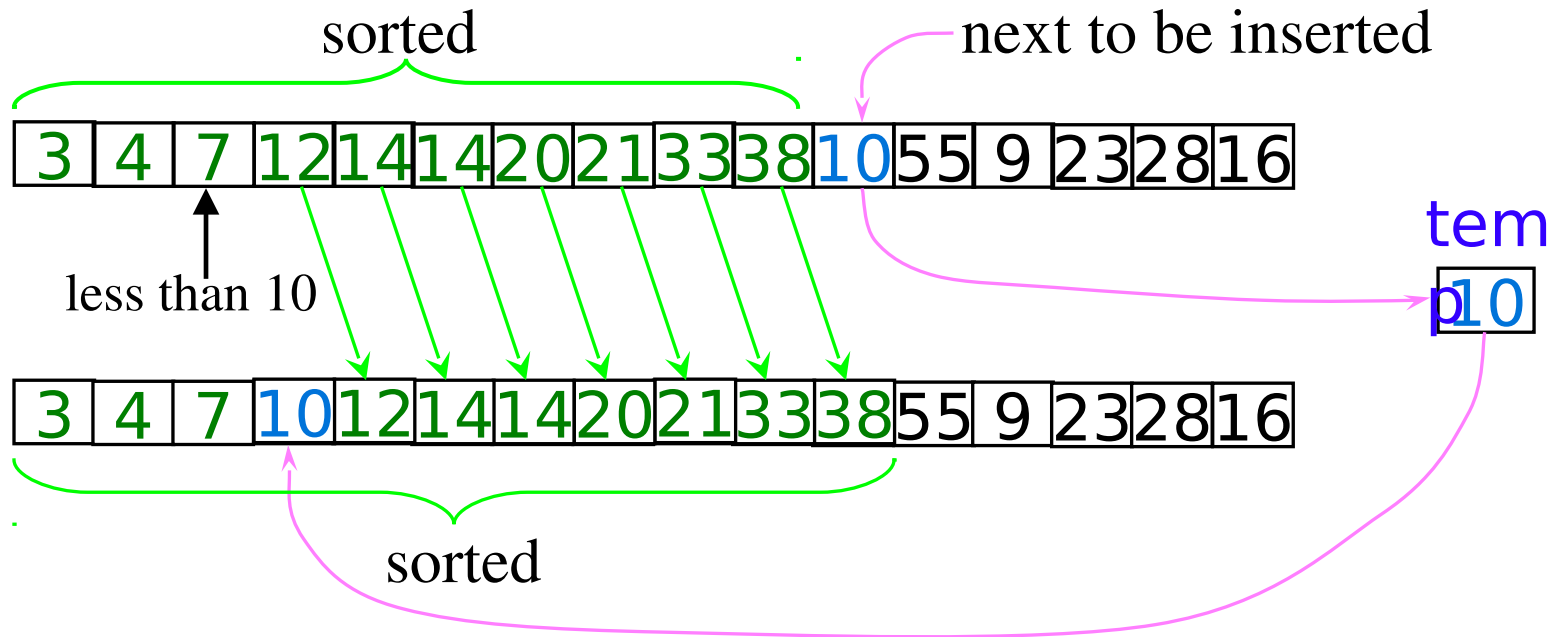 sorted
next to be inserted
3 4 7 12 14 14 20 21 33 38 10 55 9 23 28 16
less than 10
tem
p
10
3 4 7 10 12 14 14 20 21 33 38 55 9 23 28 16
sorted